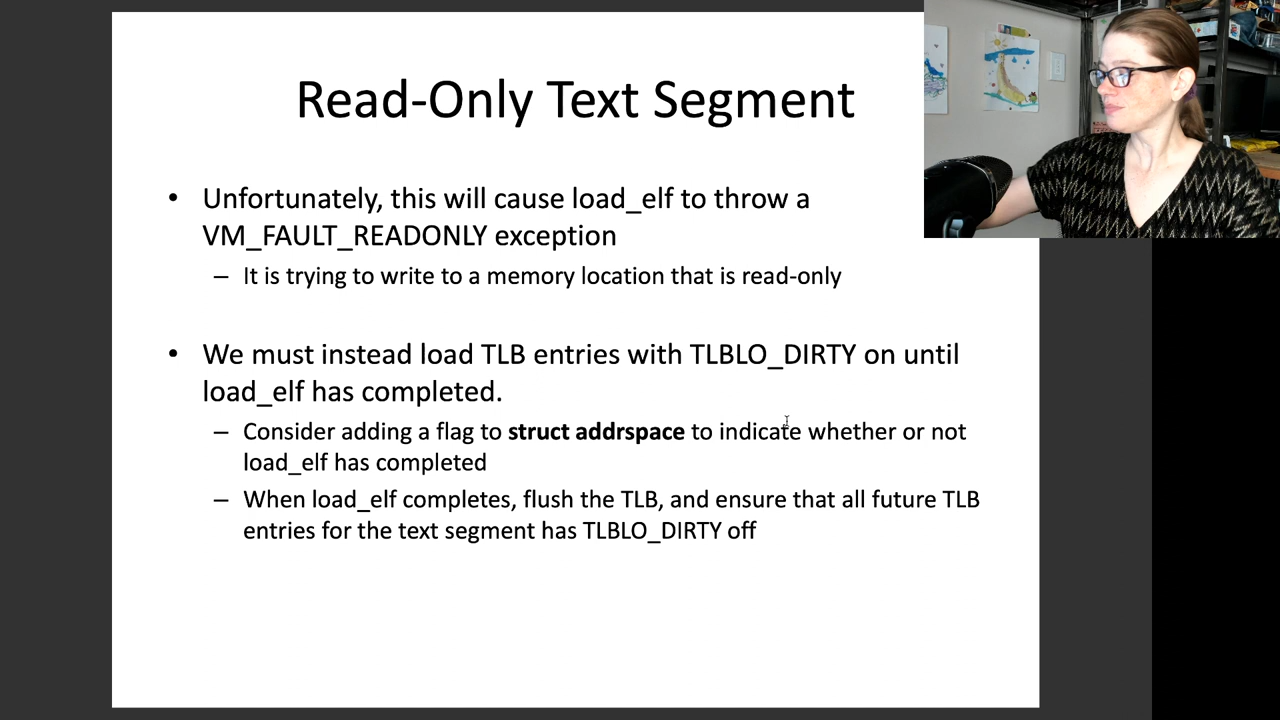 Read-Only Text Segment
• Unfortunately, this will cause load_elf to throw a
VM_FAULT_READONLY exception
– It is trying to write to a memory location that is read-only
• We must instead load TLB entries with TLBLO_DIRTY on until
load_elf has completed.
– Consider adding a flag to struct addrspace to indicate whether or not
load_elf has completed
– When load_elf completes, flush the TLB, and ensure that all future TLB
entries for the text segment has TLBLO_DIRTY off